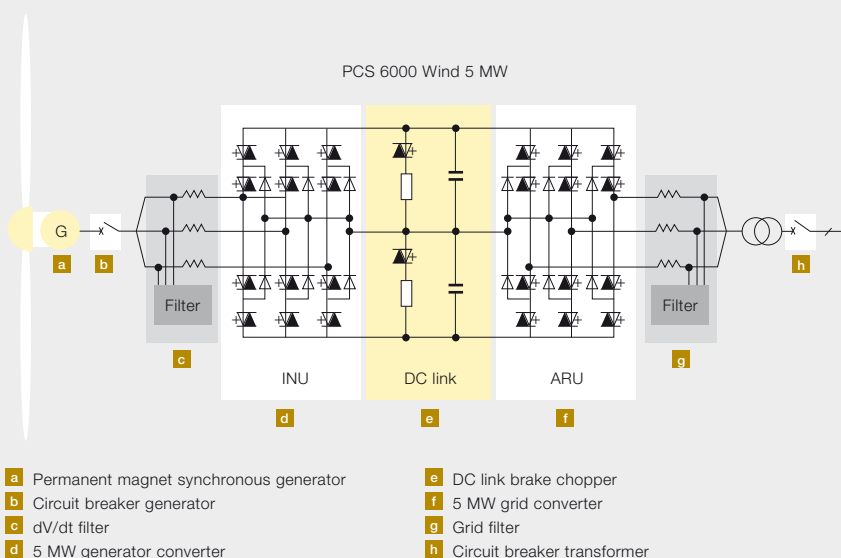 PCS 6000 Wind 5 MW
G
a
b
Filter
Filter
h
c
g
INU
DC link
ARU
d
e
f
a Permanent magnet synchronous generator
b Circuit breaker generator
c dV/dt filter
d 5 MW generator converter
e DC link brake chopper
f 5 MW grid converter
g Grid filter
h Circuit breaker transformer